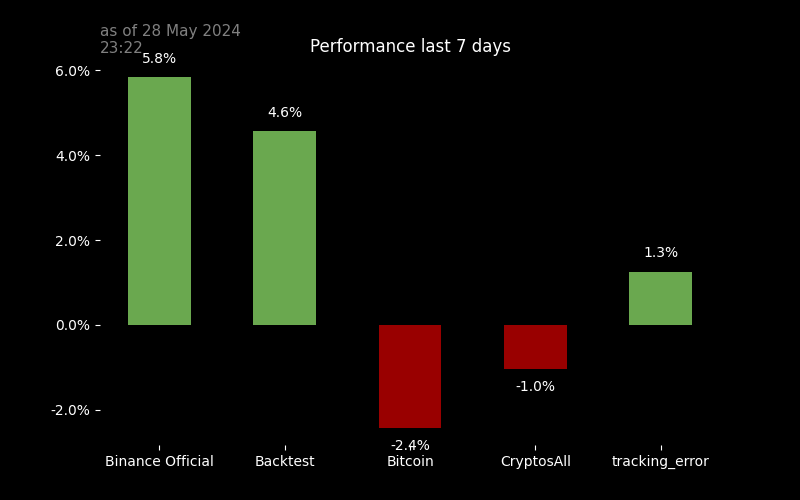 as of 28 May 2024
23:22
Performance last 7 days
6.0%
4.0%
2.0%
0.0%
-2.0%
5.8%
4.6%
-2.4%
-1.0%
1.3%
Binance Official
Backtest
Bitcoin
CryptosAll
tracking_error